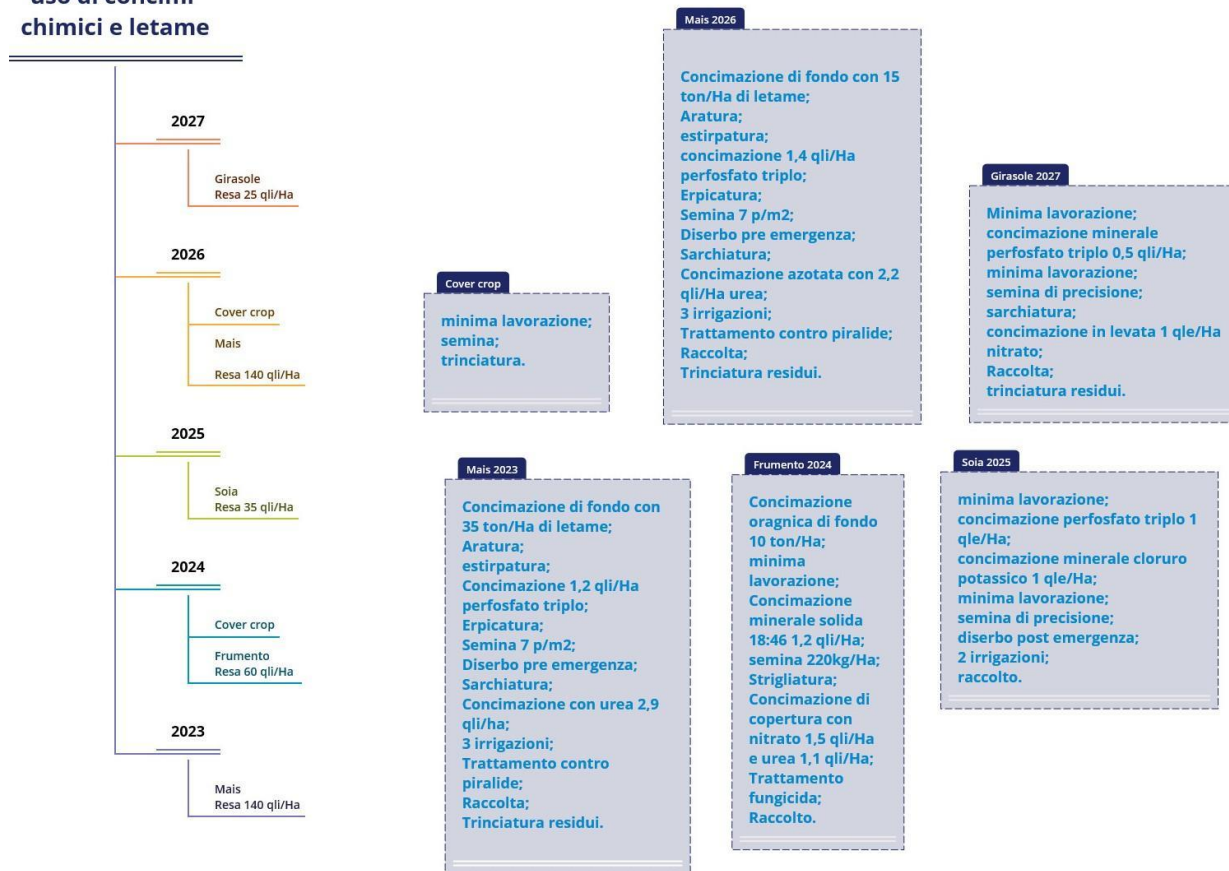 uso di concimi
chimici e letame
2027
Girasole
Resa 25 qli/Ha
2026
Cover crop
Mais
Resa 140 qli/Ha
2025
Soia
Resa 35 qli/Ha
2024
Cover crop
Frumento
Resa 60 qli/Ha
2023
Mais
Resa 140 qli/Ha
Cover crop
minima lavorazione;
semina;
trinciatura.
Mais 2026
Concimazione di fondo con 15
ton/Ha di letame;
Aratura;
estirpatura;
concimazione 1,4 qli/Ha
perfosfato triplo;
Erpicatura;
Semina 7 p/m2;
Diserbo pre emergenza;
Sarchiatura;
Concimazione azotata con 2,2
qli/Ha urea;
3 irrigazioni;
Trattamento contro piralide;
Raccolta;
Trinciatura residui.
Girasole 2027
Minima lavorazione;
concimazione minerale
perfosfato triplo 0,5 qli/Ha;
minima lavorazione;
semina di precisione;
sarchiatura;
concimazione in levata 1 qle/Ha
nitrato;
Raccolta;
trinciatura residui.
Mais 2023
Concimazione di fondo con
35 ton/Ha di letame;
Aratura;
estirpatura;
Concimazione 1,2 qli/Ha
perfosfato triplo;
Erpicatura;
Semina 7 p/m2;
Diserbo pre emergenza;
Sarchiatura;
Concimazione con urea 2,9
qli/ha;
3 irrigazioni;
Trattamento contro
piralide;
Raccolta;
Trinciatura residui.
Frumento 2024
Concimazione
oragnica di fondo
10 ton/Ha;
minima
lavorazione;
Concimazione
minerale solida
18:46 1,2 qli/Ha;
semina 220kg/Ha;
Strigliatura;
Concimazione di
copertura con
nitrato 1,5 qli/Ha
e urea 1,1 qli/Ha;
Trattamento
fungicida;
Raccolto.
Soia 2025
minima lavorazione;
concimazione perfosfato triplo 1
qle/Ha;
concimazione minerale cloruro
potassico 1 qle/Ha;
minima lavorazione;
semina di precisione;
diserbo post emergenza;
2 irrigazioni;
raccolto.